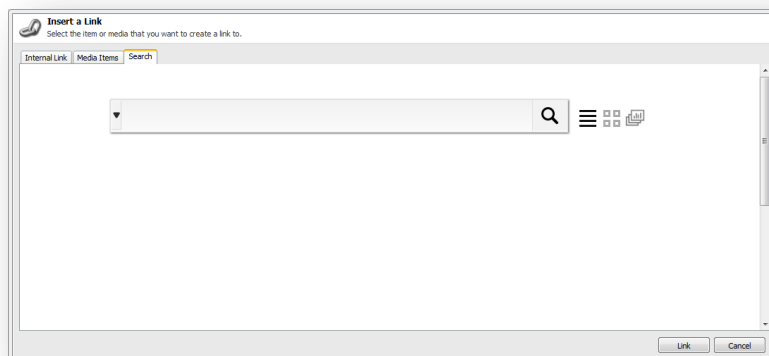 Insert a Link
Select the item or media that you want to create a link to.
Internal Link Media Items Search
Link Cancel